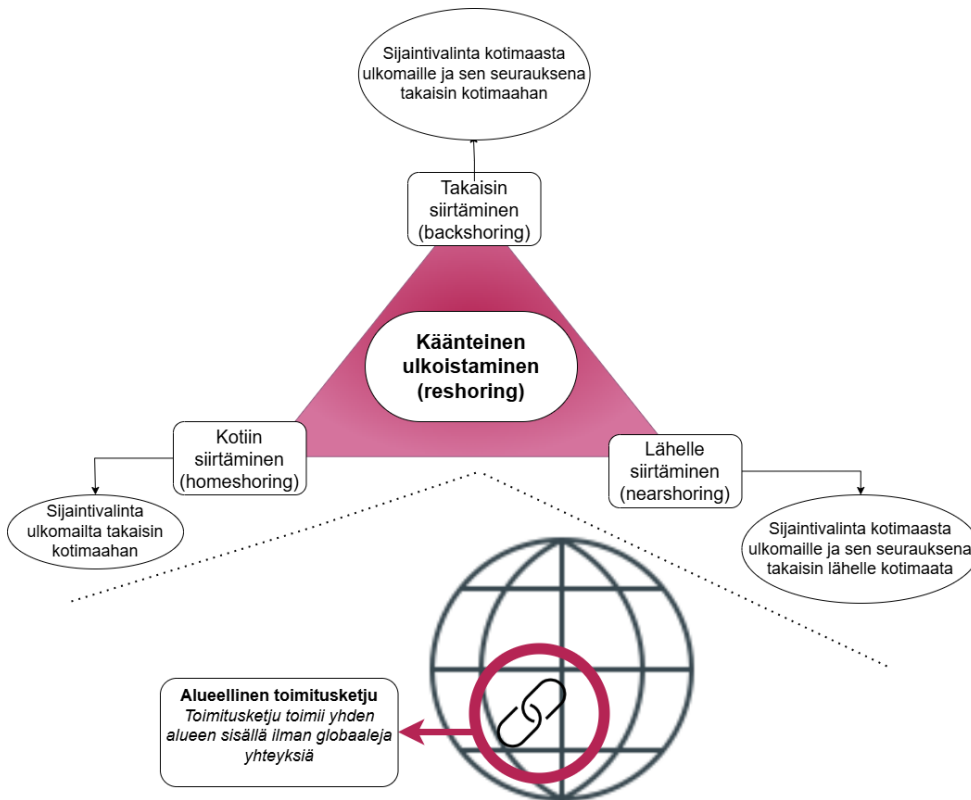 Sijaintivalinta kotimaasta
ulkomaille ja sen seurauksena
takaisin kotimaahan
Takaisin
siirtäminen
(backshoring)
Käänteinen
ulkoistaminen
(reshoring)
Kotiin
siirtäminen
(homeshoring)
Lähelle
siirtäminen
(nearshoring)
Sijaintivalinta
ulkomailta takaisin
kotimaahan
Sijaintivalinta kotimaasta
ulkomaille ja sen seurauksena
takaisin lähelle kotimaata
Alueellinen toimitusketju
Toimitusketju toimii yhden
alueen sisällä ilman globaaleja
yhteyksiä